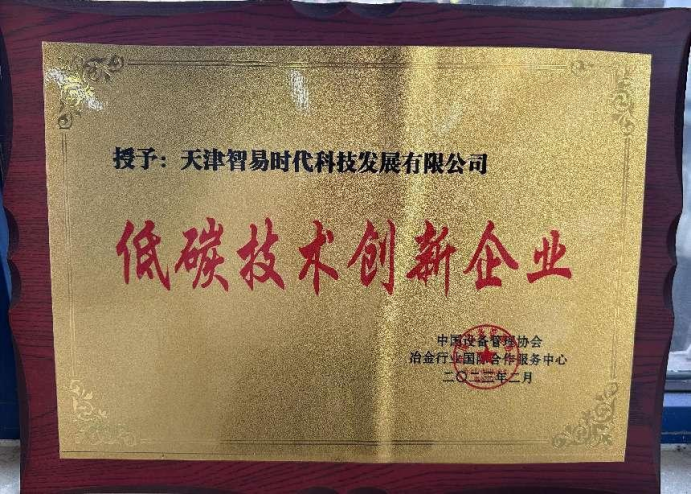 授予：天津智易时代科技发展有限公司
低碳技术创新企业
中国设备管理协会
冶金行业国际合作服务中心
二〇二三年二月